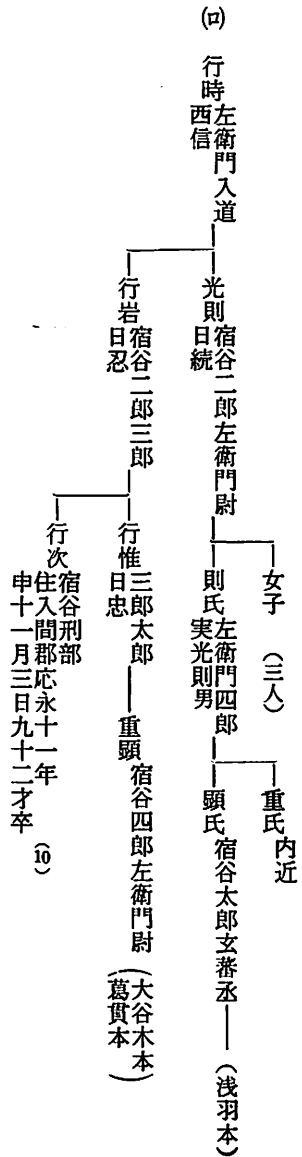 (ロ)
行時 左衛門入道
西信
光則 宿谷二郎左衛門尉
日続
女子 (三人)
則氏 左衛門四郎
実光則男
重氏 内近
顕氏 宿谷太郎玄蕃丞
(浅羽本)
行岩 宿谷二郎三郎
日忍
行惟 三郎太郎
日忠
重顕 宿谷四郎左衛門尉
(大谷木本
葛貫本)
行次 宿谷刑部
住入間郡応永十一年
申十一月三日九十二才卒
(10)